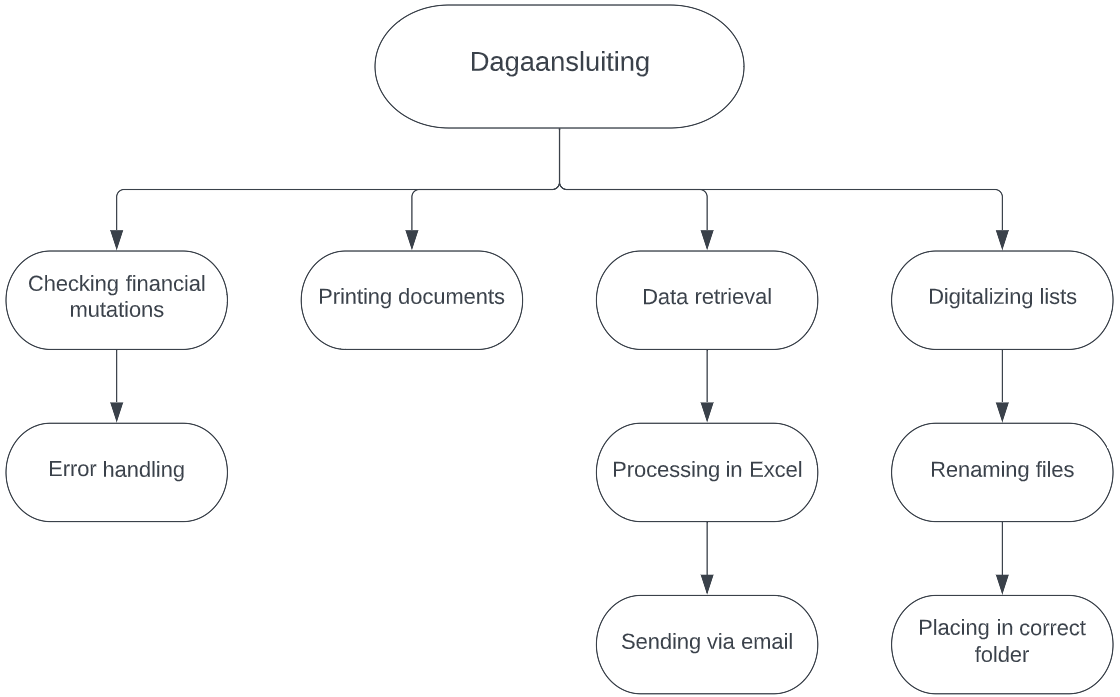 Dagaansluiting
Checking financial
mutations
Printing documents
Data retrieval
Digitalizing lists
Error handling
Processing in Excel
Renaming files
Sending via email
Placing in correct
folder